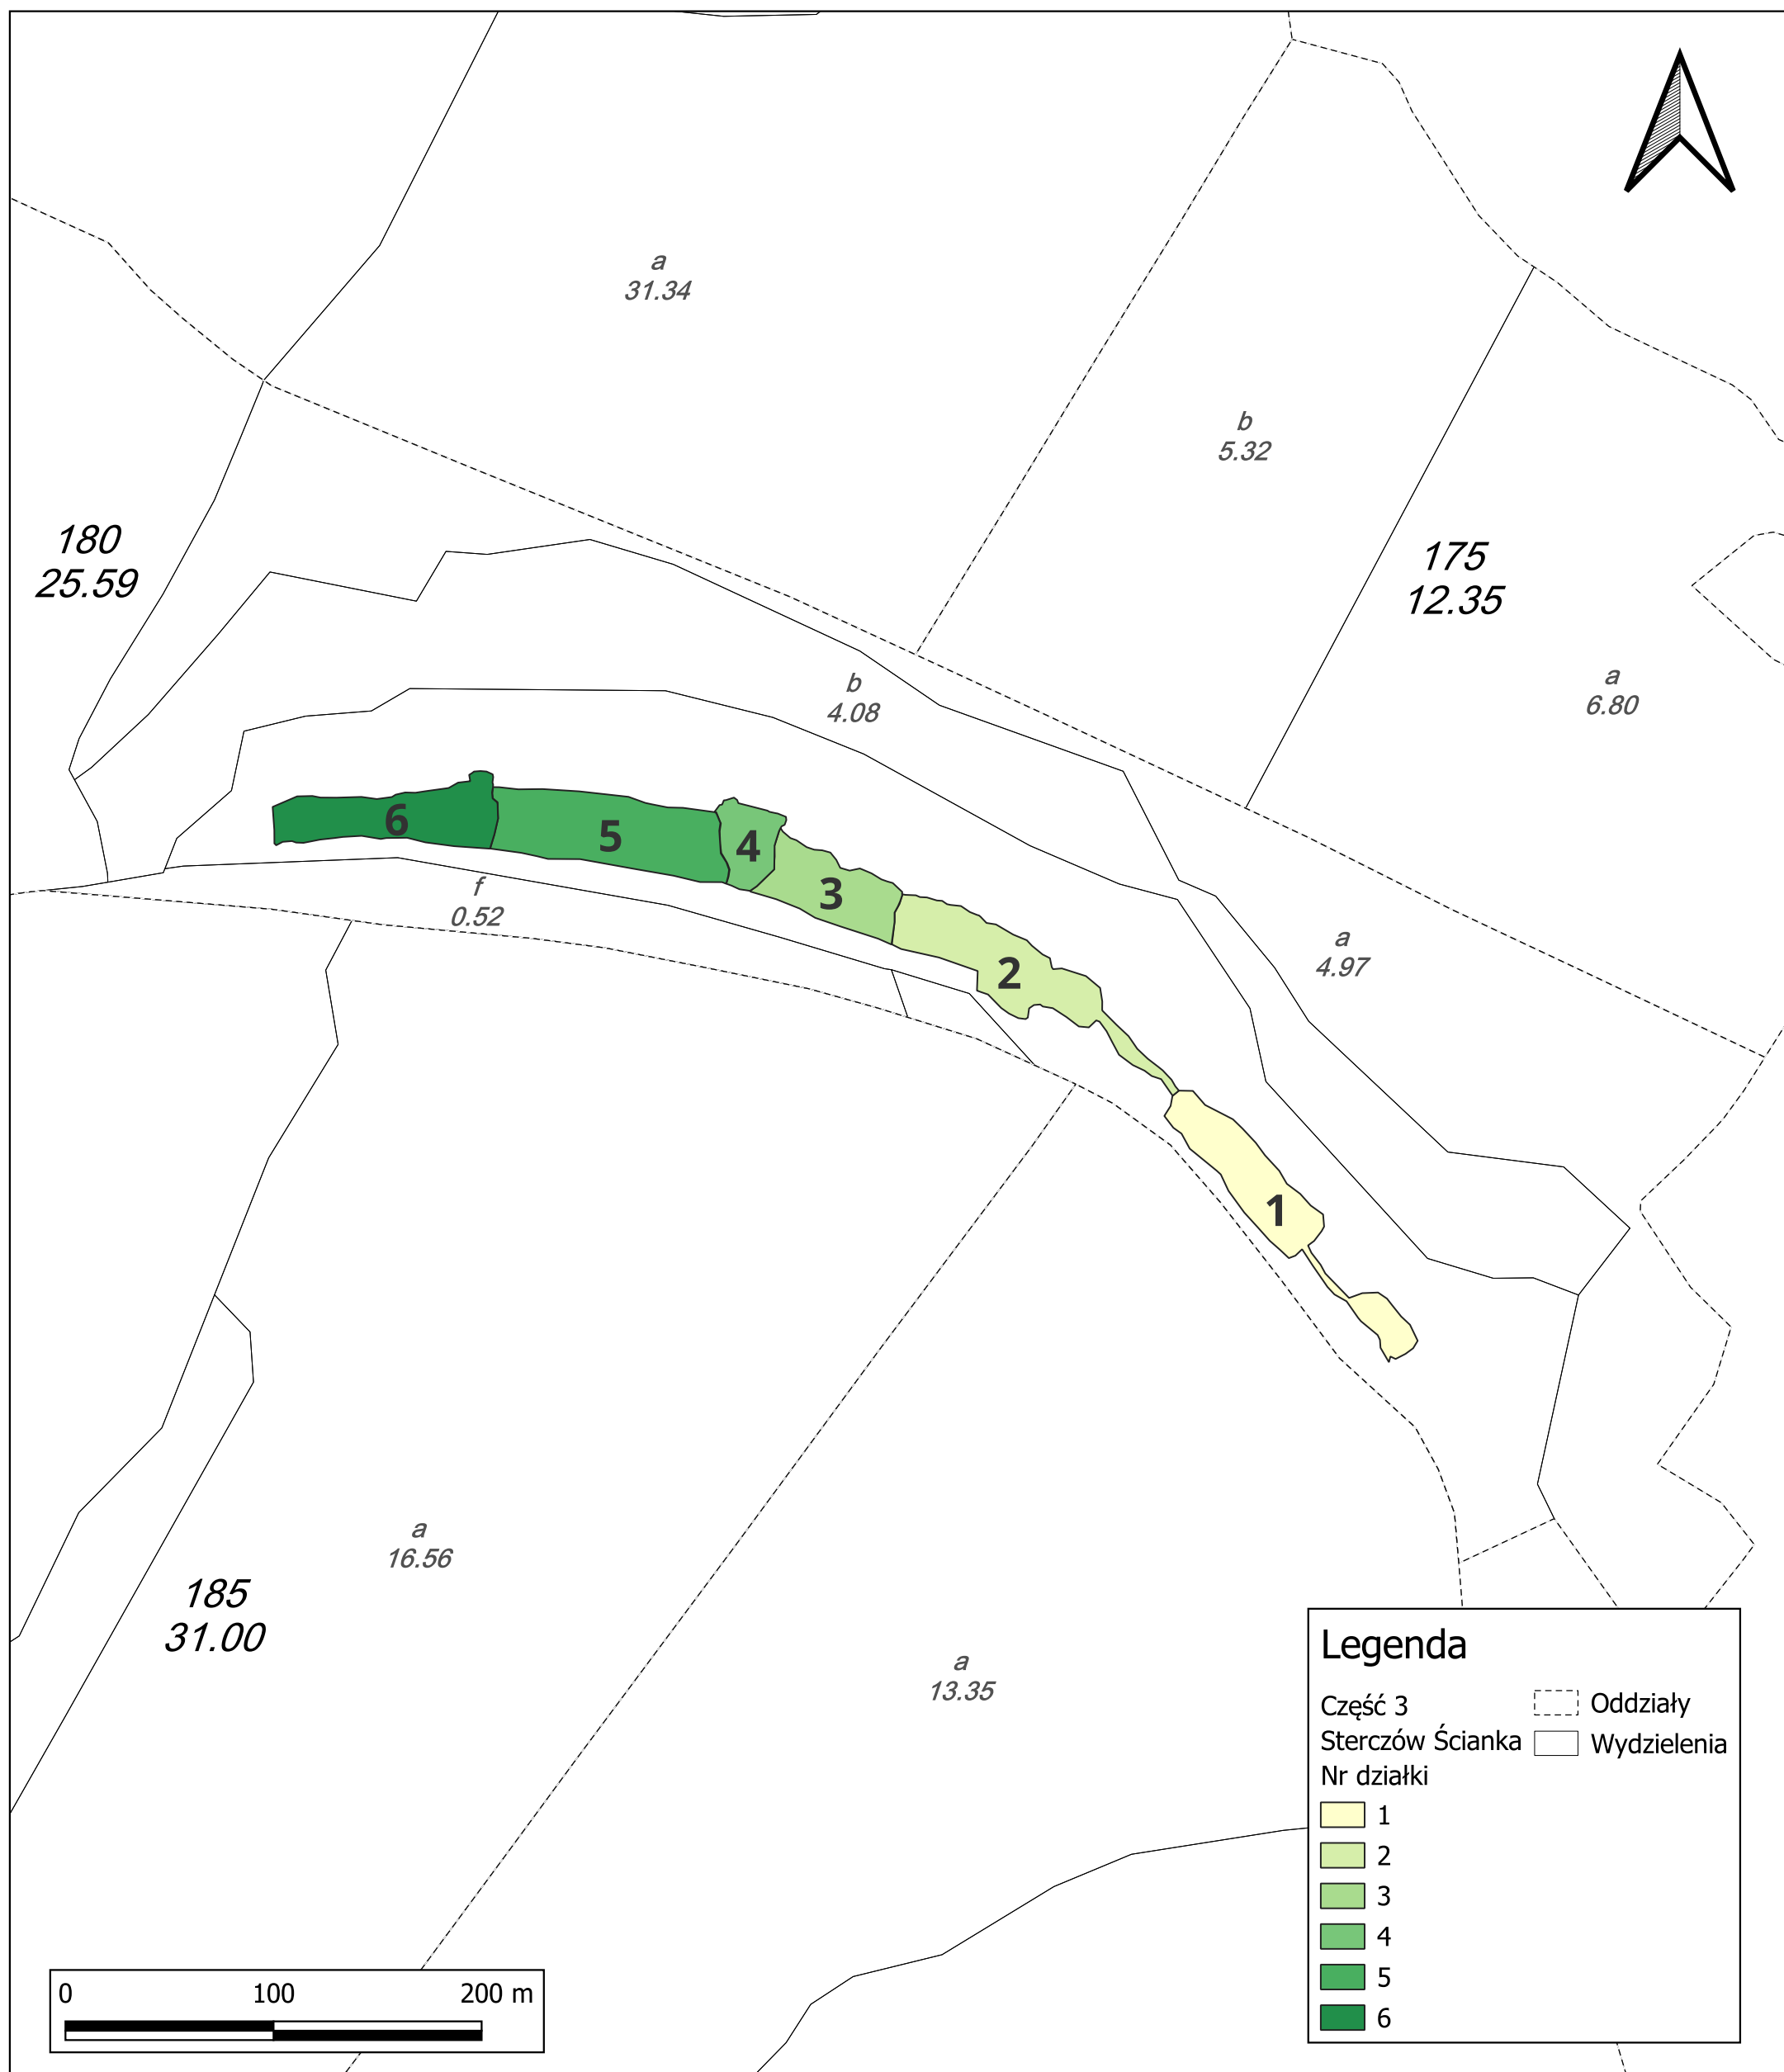 a
31.34
b
5.32
180
25.59
175
12.35
b
4.08
a
6.80
6
5
4
3
f
0.52
2
a
4.97
1
a
16.56
185
31.00
a
13.35
Legenda
Część 3
Sterczów Ścianka
Nr działki
1
2
3
4
5
6
Oddziały
Wydzielenia
0 100 200 m